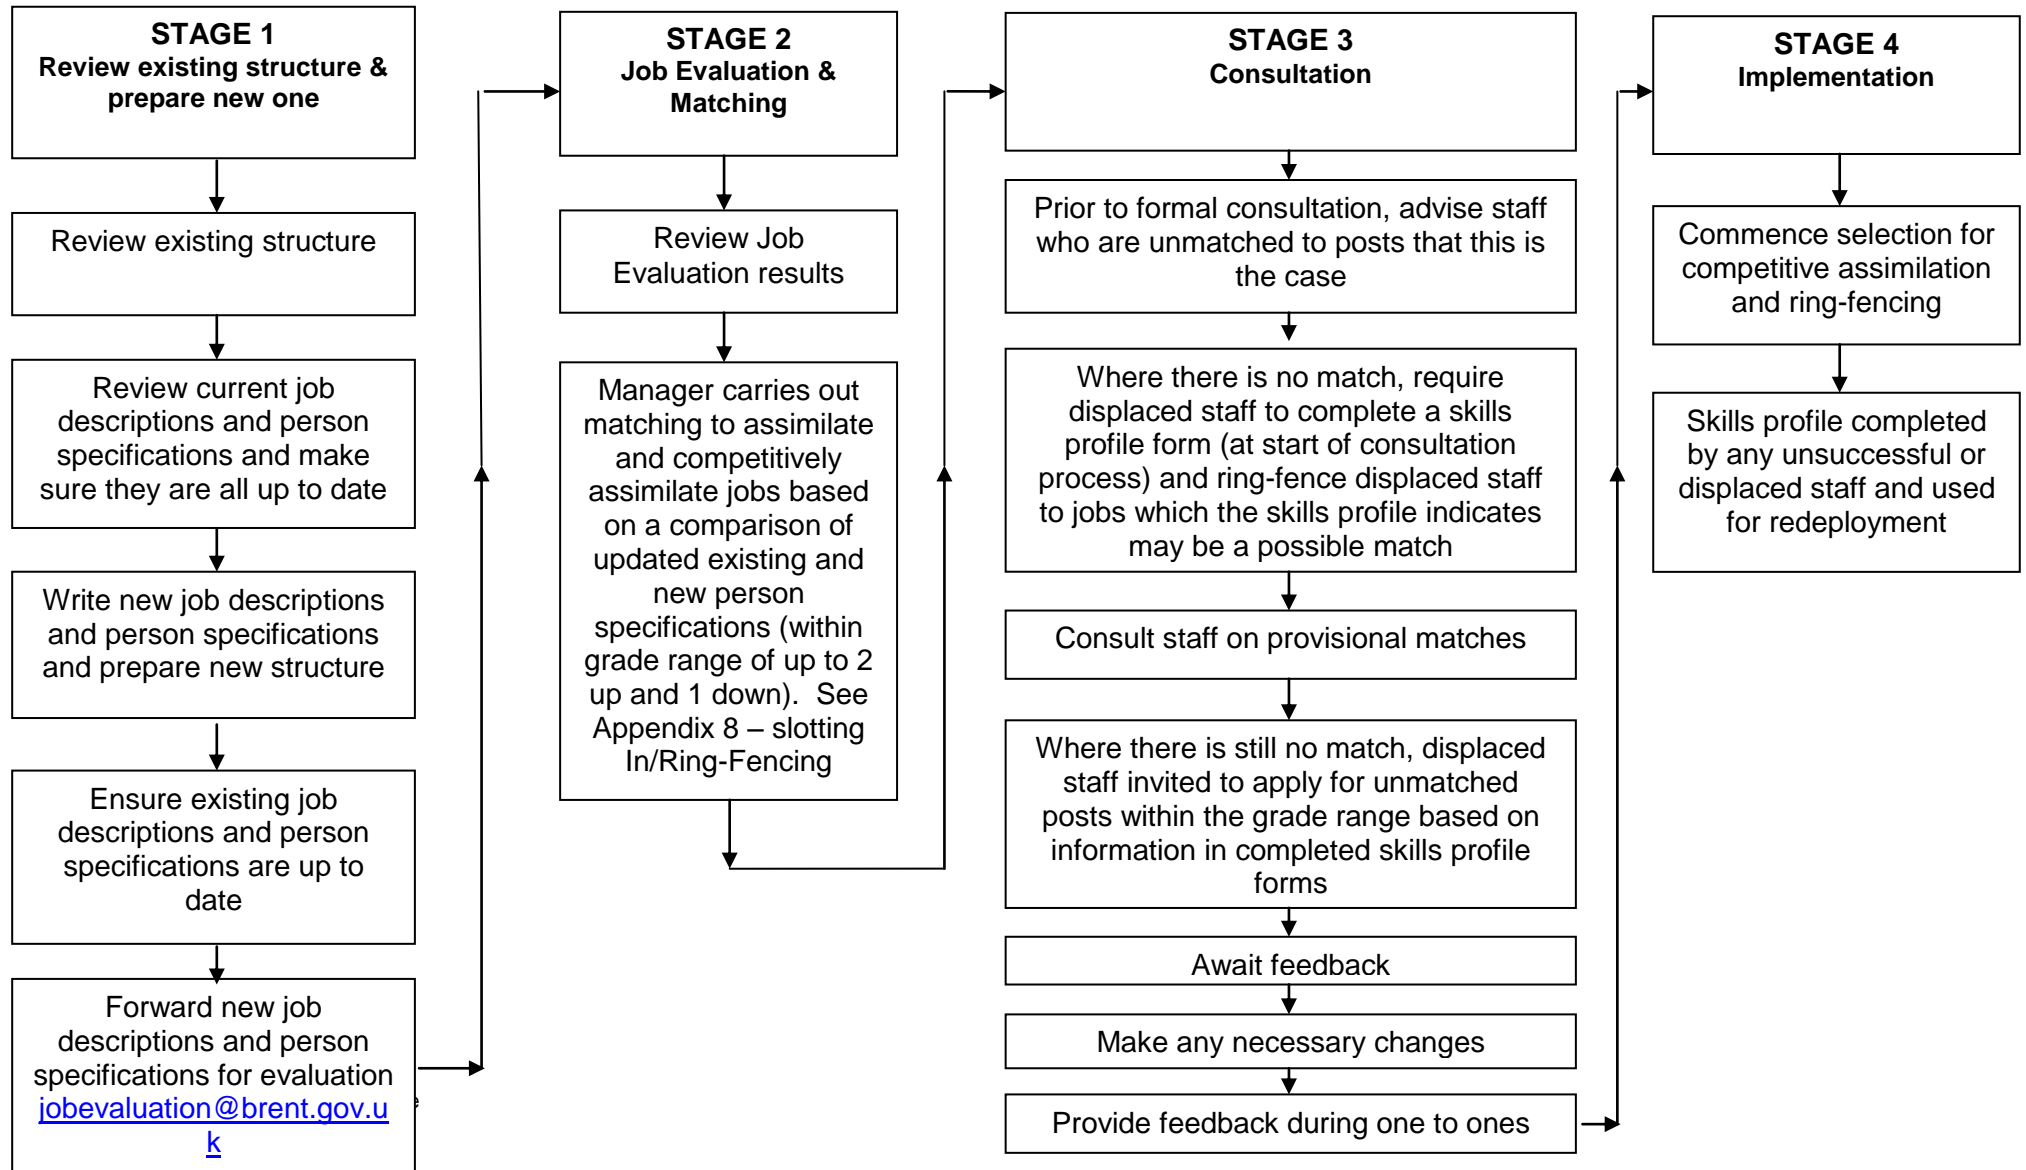 STAGE 1
Review existing structure &
prepare new one
Review existing structure
Review current job
descriptions and person
specifications and make
sure they are all up to date
Write new job descriptions
and person specifications
and prepare new structure
Ensure existing job
descriptions and person
specifications are up to
date
Forward new job
descriptions and person
specifications for evaluation
jobevaluation@brent.gov.u
k
STAGE 2
Job Evaluation &
Matching
Review Job
Evaluation results
Manager carries out
matching to assimilate
and competitively
assimilate jobs based
on a comparison of
updated existing and
new person
specifications (within
grade range of up to 2
up and 1 down).  See
Appendix 8 – slotting
In/Ring-Fencing
STAGE 3
Consultation
Prior to formal consultation, advise staff
who are unmatched to posts that this is
the case
Where there is no match, require
displaced staff to complete a skills
profile form (at start of consultation
process) and ring-fence displaced staff
to jobs which the skills profile indicates
may be a possible match
Consult staff on provisional matches
Where there is still no match, displaced
staff invited to apply for unmatched
posts within the grade range based on
information in completed skills profile
forms
Await feedback
Make any necessary changes
Provide feedback during one to ones
STAGE 4
Implementation
Commence selection for
competitive assimilation
and ring-fencing
Skills profile completed
by any unsuccessful or
displaced staff and used
for redeployment